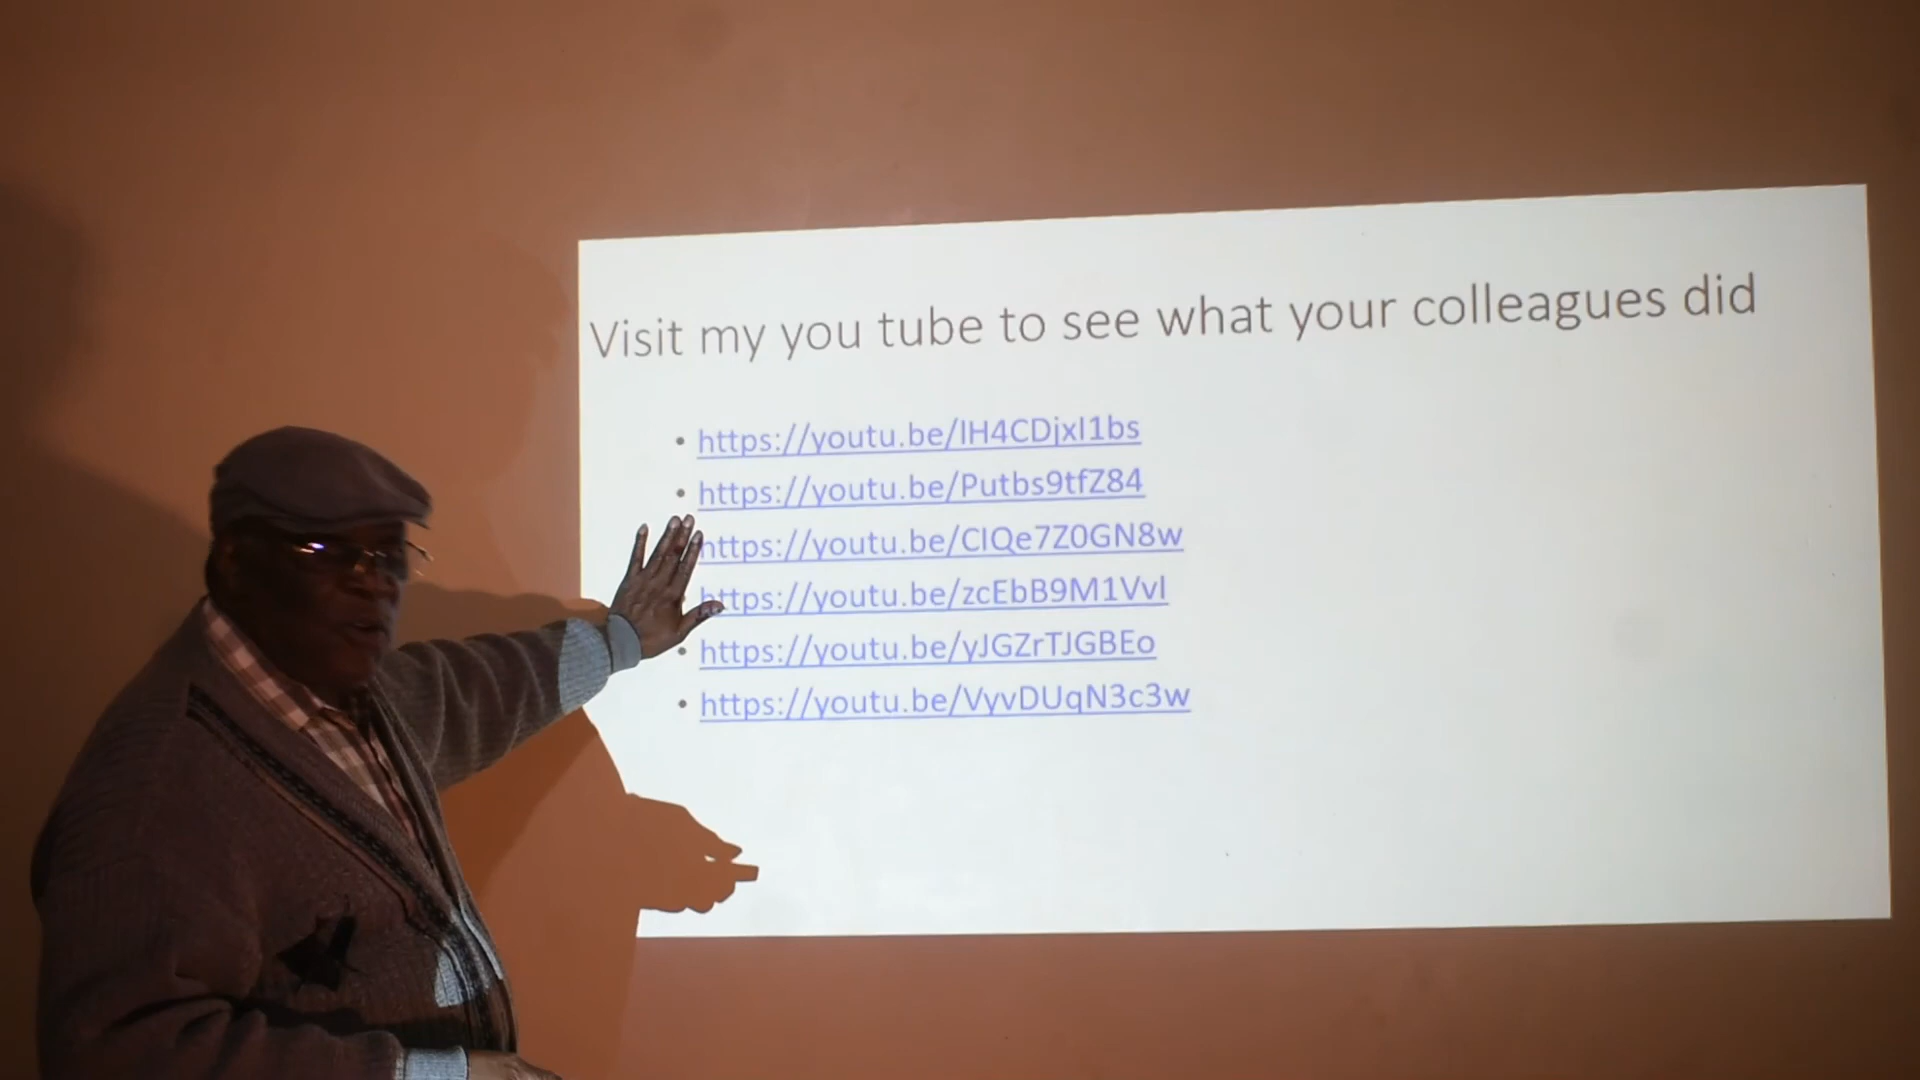 Visit my you tube to see what your colleagues did
• https://youtu.be/IH4CDjxI1bs
• https://youtu.be/Putbs9tfZ84
https://youtu.be/CIQe7Z0GN8w
https://youtu.be/zcEbB9M1VvI
• https://youtu.be/yJGZrTJGBEo
• https://youtu.be/VyvDUqN3c3w